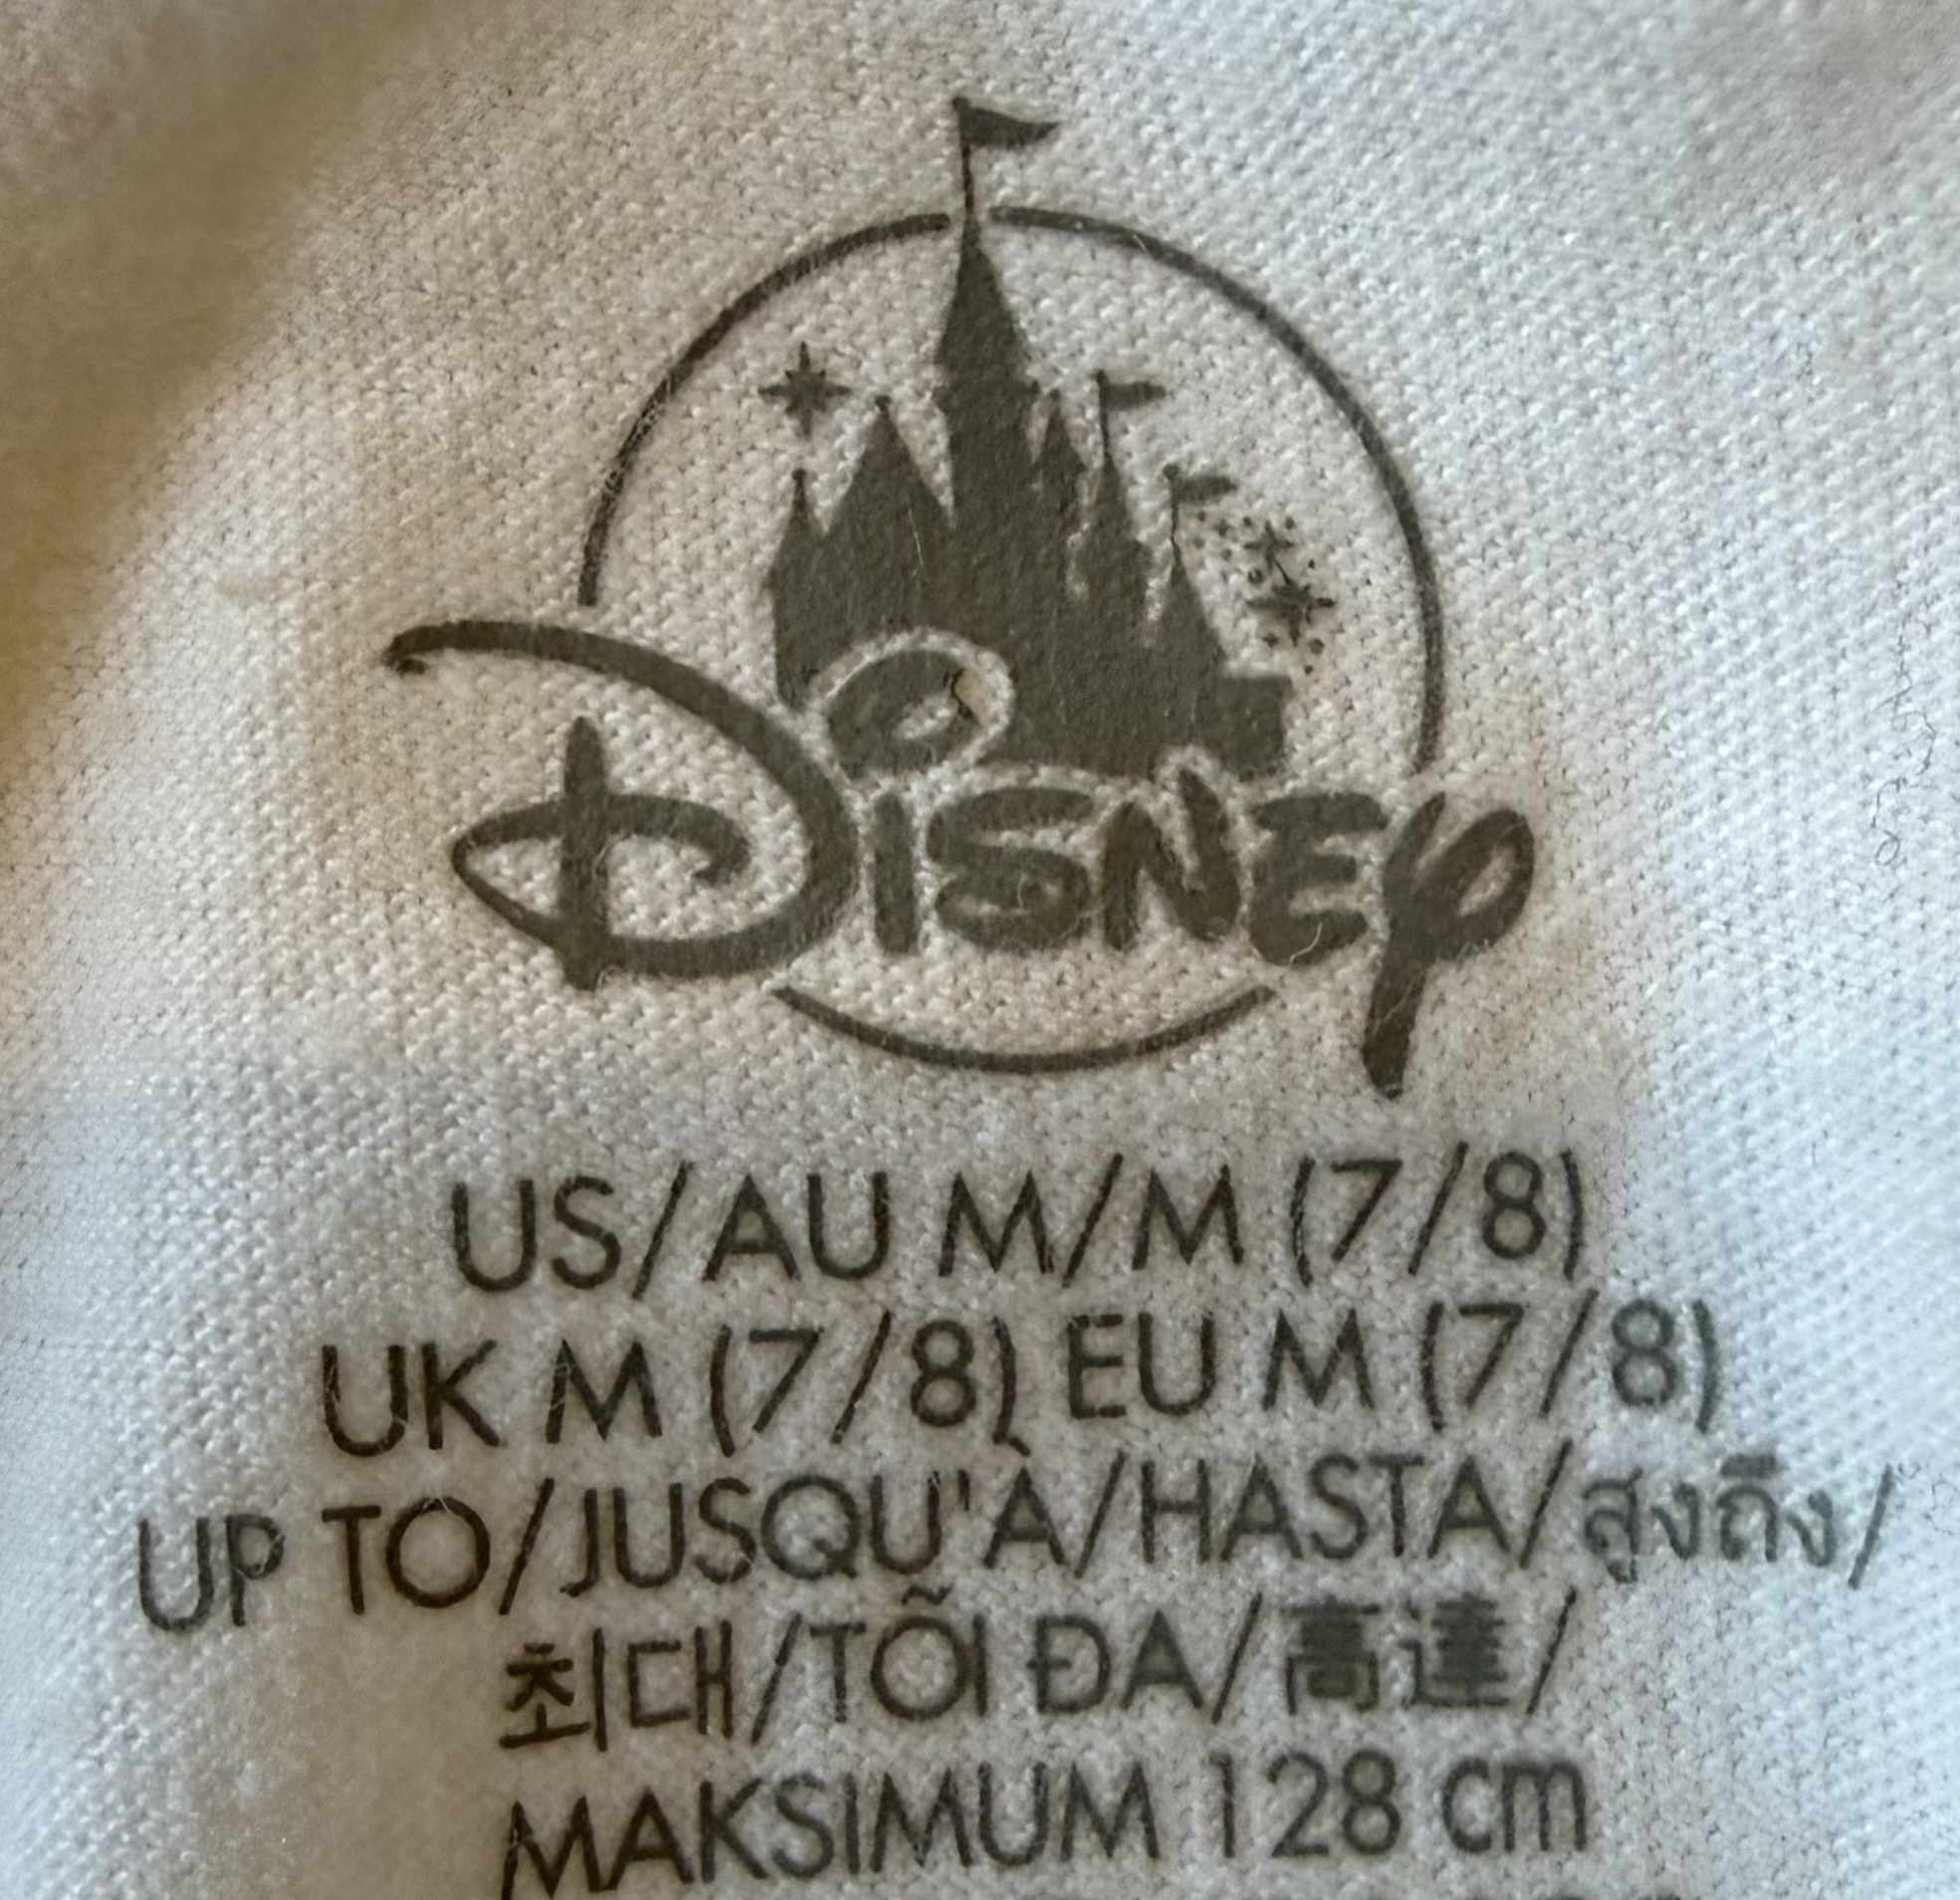 Disney
US/AU M/M (7/8)
UK M (7/8) EU M (7/8)
UP TO/JUSQU'À/HASTA/สูงถึง/
최대/TỐI ĐA/高達/
MAKSIMUM 128 cm